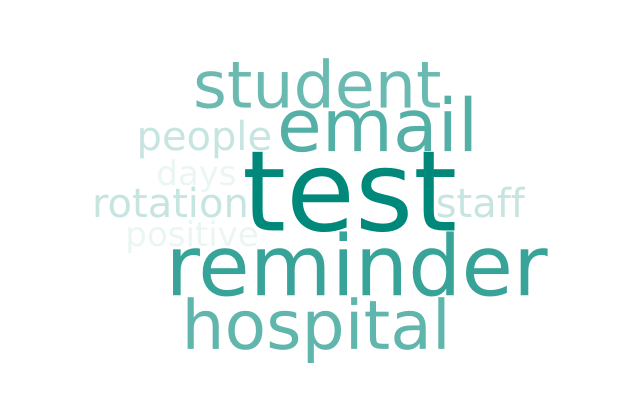 student
people email
days test
rotation staff
positive
reminder
hospital